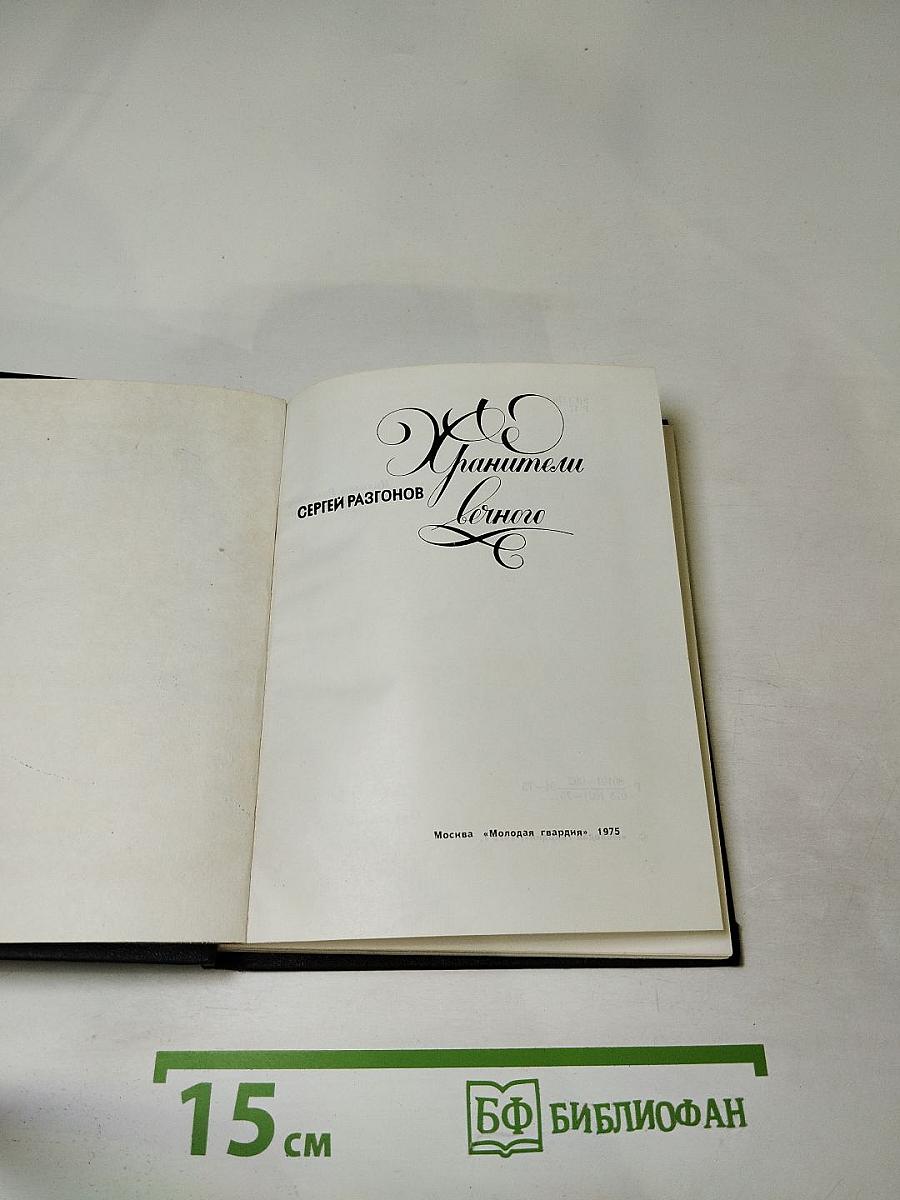 Хранители
СЕРГЕЙ РАЗГОНОВ
вечного
Москва «Молодая гвардия» 1975
15 см
БФ БИБЛИОФАН